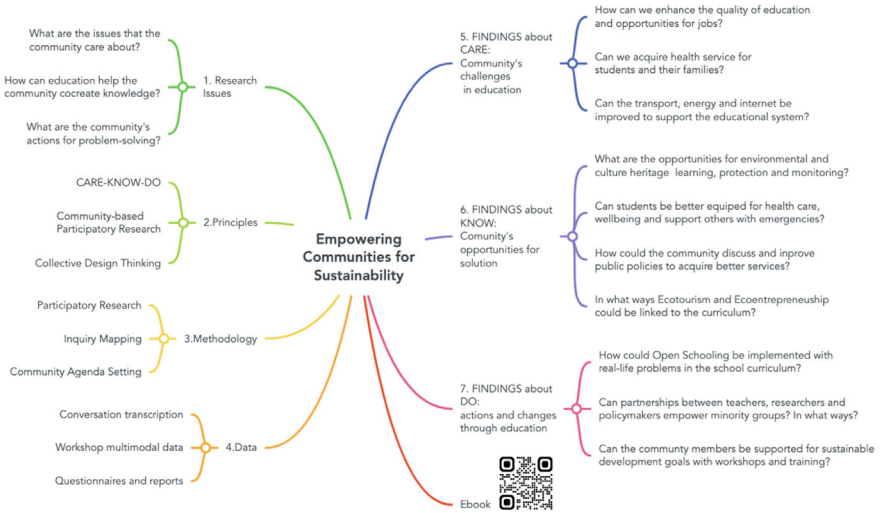 Empowering
Communities for
Sustainability
1. Research
Issues
What are the issues that the
community care about?
How can education help the
community cocreate knowledge?
What are the community's
actions for problem-solving?
2.Principles
CARE-KNOW-DO
Community-based
Participatory Research
Collective Design Thinking
3.Methodology
Participatory Research
Inquiry Mapping
Community Agenda Setting
4.Data
Conversation transcription
Workshop multimodal data
Questionnaires and reports
5. FINDINGS about
CARE:
Community's
challenges
in education
How can we enhance the quality of education
and opportunities for jobs?
Can we acquire health service for
students and their families?
Can the transport, energy and internet be
improved to support the educational system?
6. FINDINGS about
KNOW:
Comunity's
opportunities for
solution
What are the opportunities for environmental and
culture heritage learning, protection and monitoring?
Can students be better equiped for health care,
wellbeing and support others with emergencies?
How could the community discuss and inprove
public policies to acquire better services?
In what ways Ecotourism and Ecoentrepreneuship
could be linked to the curriculum?
7. FINDINGS about
DO:
actions and changes
through education
How could Open Schooling be implemented with
real-life problems in the school curriculum?
Can partnerships between teachers, researchers and
policymakers empower minority groups? In what ways?
Can the communty members be supported for sustainable
development goals with workshops and training?
Ebook